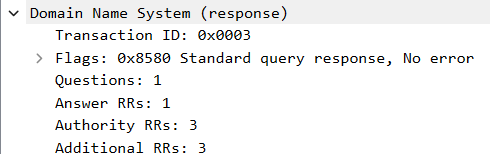 Domain Name System (response)
Transaction ID: 0x0003
Flags: 0x8580 Standard query response, No error
Questions: 1
Answer RRs: 1
Authority RRs: 3
Additional RRs: 3